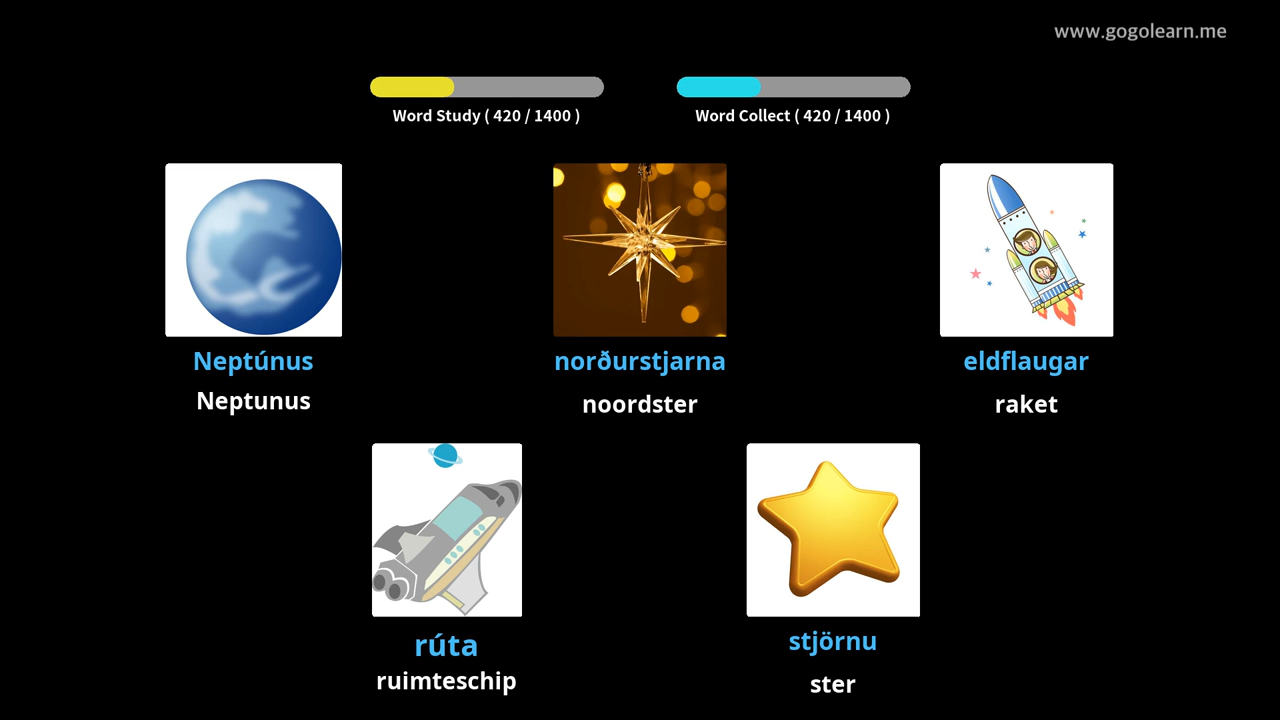 www.gogolearn.me
Word Study ( 420 / 1400 )
Word Collect ( 420 / 1400 )
Neptúnus
Neptunus
norðurstjarna
noordster
eldflaugar
raket
rúta
ruimteschip
stjörnu
ster